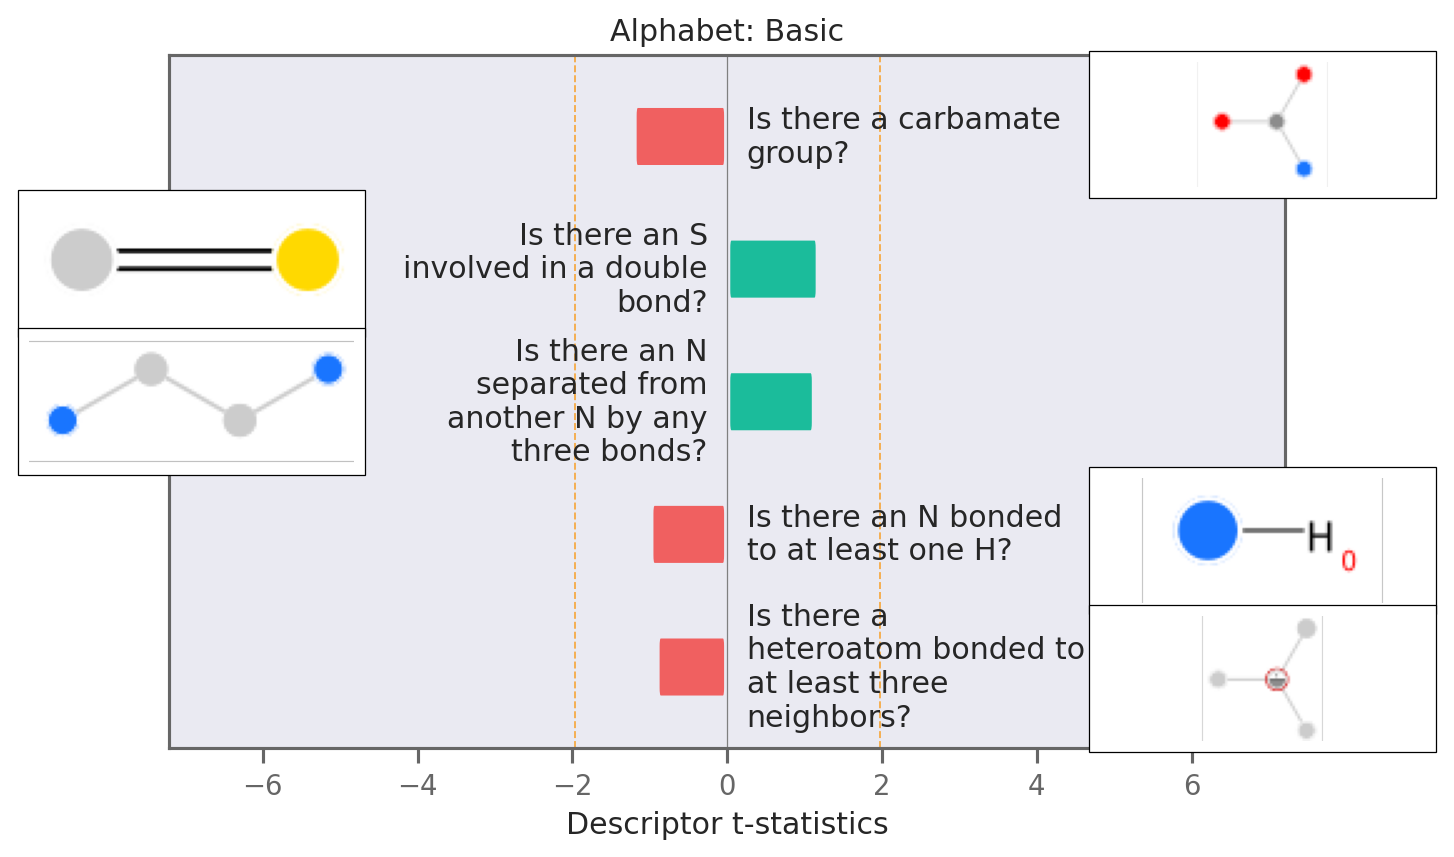 Alphabet: Basic
Is there a carbamate
group?
Is there an S
involved in a double
bond?
Is there an N
separated from
another N by any
three bonds?
Is there an N bonded
to at least one H?
H
0
Is there a
heteroatom bonded to
at least three
neighbors?
−6 −4 −2 0 2 4 6
Descriptor t-statistics